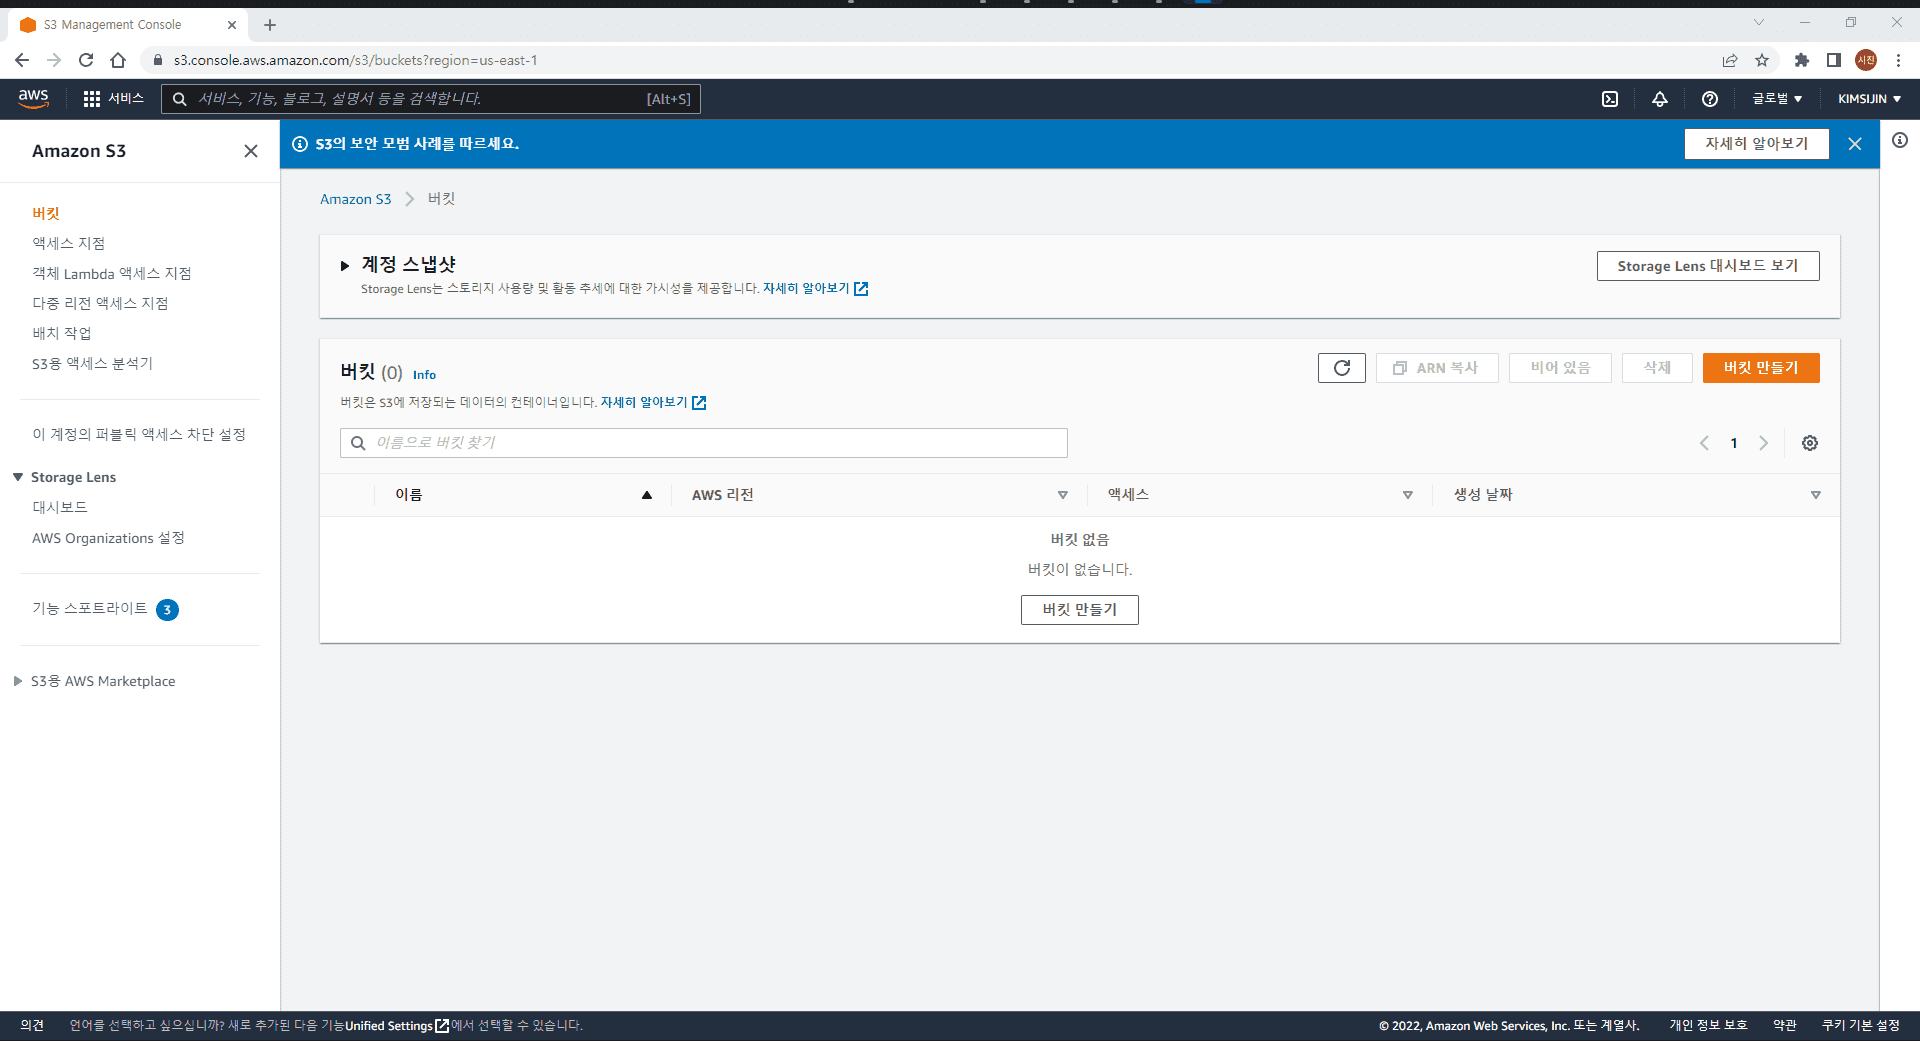 S3 Management Console
s3.console.aws.amazon.com/s3/buckets?region=us-east-1
시진
aws
서비스
서비스, 기능, 블로그, 설명서 등을 검색합니다.
[Alt+S]
글로벌
KIMSIJIN
Amazon S3
버킷
액세스 지점
객체 Lambda 액세스 지점
다중 리전 액세스 지점
배치 작업
S3용 액세스 분석기
이 계정의 퍼블릭 액세스 차단 설정
Storage Lens
대시보드
AWS Organizations 설정
기능 스포트라이트 3
S3용 AWS Marketplace
S3의 보안 모범 사례를 따르세요.
자세히 알아보기
Amazon S3
버킷
계정 스냅샷
Storage Lens는 스토리지 사용량 및 활동 추세에 대한 가시성을 제공합니다. 자세히 알아보기
Storage Lens 대시보드 보기
버킷 (0) Info
버킷은 S3에 저장되는 데이터의 컨테이너입니다. 자세히 알아보기
ARN 복사
비어 있음
삭제
버킷 만들기
이름으로 버킷 찾기
1
이름
AWS 리전
액세스
생성 날짜
버킷 없음
버킷이 없습니다.
버킷 만들기
의견
언어를 선택하고 싶으십니까? 새로 추가된 다음 기능Unified Settings에서 선택할 수 있습니다.
© 2022, Amazon Web Services, Inc. 또는 계열사.
개인 정보 보호
약관
쿠키 기본 설정